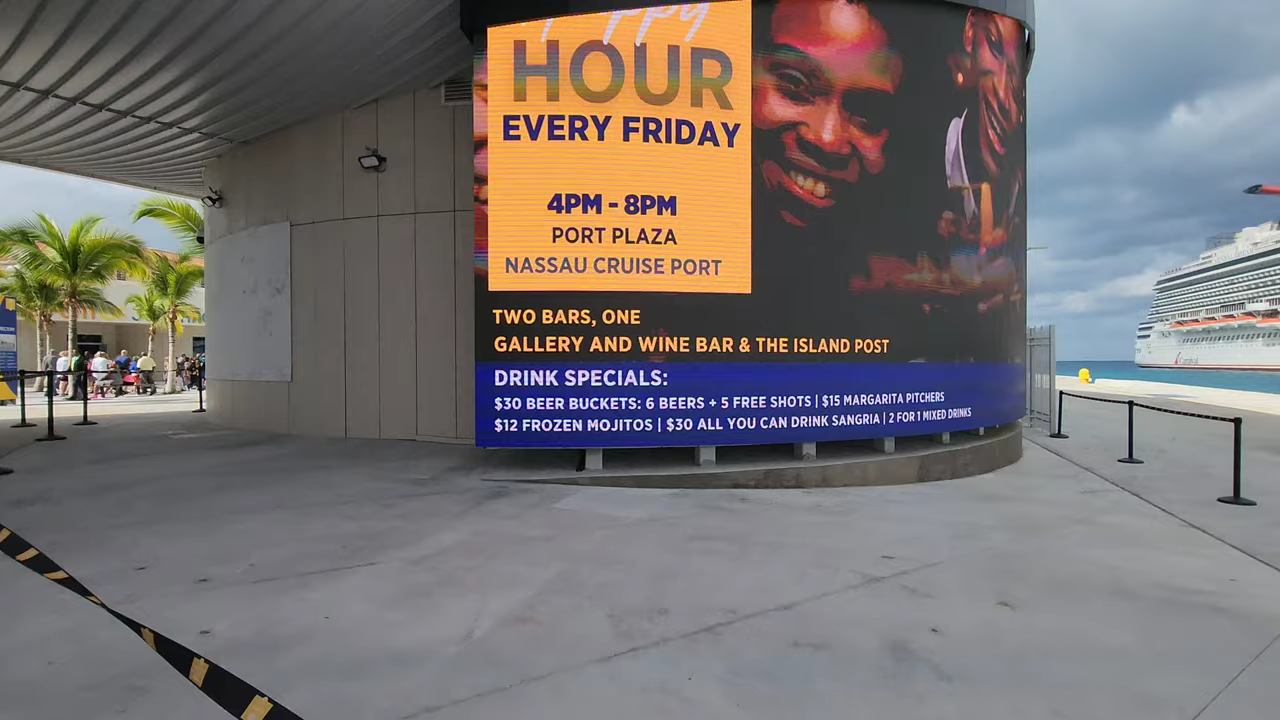 Happy
HOUR
EVERY FRIDAY
4PM - 8PM
PORT PLAZA
NASSAU CRUISE PORT
TWO BARS, ONE
GALLERY AND WINE BAR & THE ISLAND POST
DRINK SPECIALS:
$30 BEER BUCKETS: 6 BEERS + 5 FREE SHOTS | $15 MARGARITA PITCHERS
$12 FROZEN MOJITOS | $30 ALL YOU CAN DRINK SANGRIA | 2 FOR 1 MIXED DRINKS
Carnival